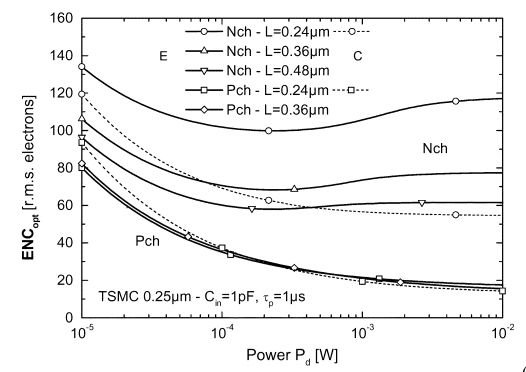 160
140
120
100
80
60
40
20
0
ENCopt [r.m.s. electrons]
E
C
Nch - L=0.24µm
Nch - L=0.36µm
Nch - L=0.48µm
Pch - L=0.24µm
Pch - L=0.36µm
Nch
Pch
TSMC 0.25µm - Cin=1pF, τp=1µs
10-5
10-4
10-3
10-2
Power Pd [W]